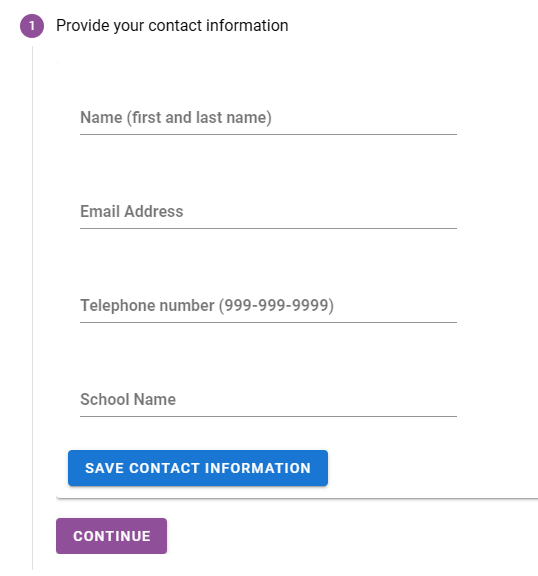 1 Provide your contact information
Name (first and last name)
Email Address
Telephone number (999-999-9999)
School Name
SAVE CONTACT INFORMATION
CONTINUE